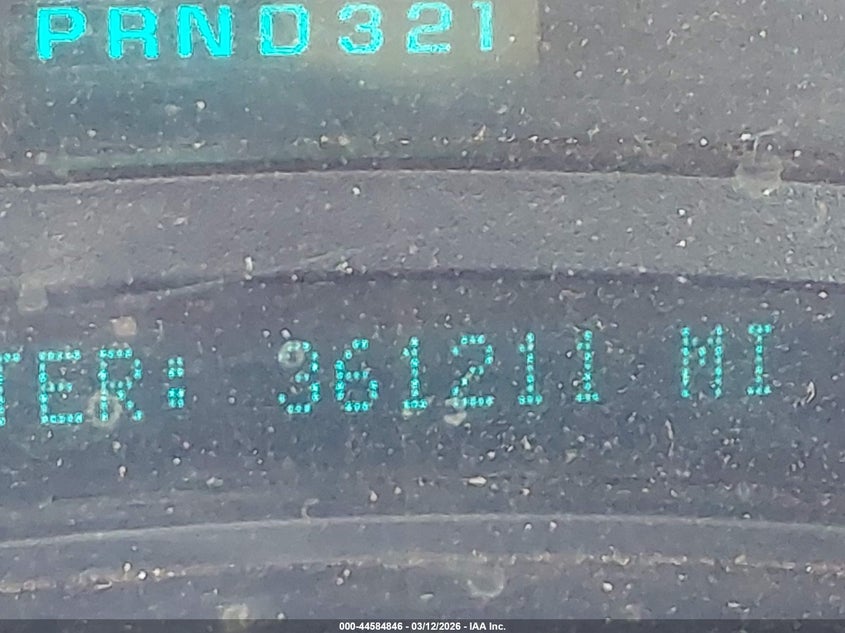 PRND321
TER: 361211 MI
000-44584846 - 03/12/2026 - IAA Inc.